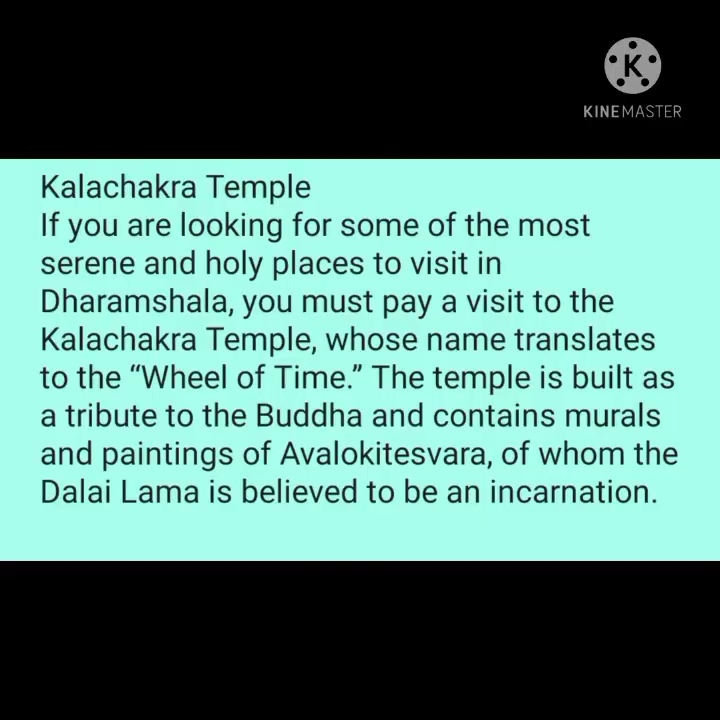 K
KINEMASTER
Kalachakra Temple
If you are looking for some of the most
serene and holy places to visit in
Dharamshala, you must pay a visit to the
Kalachakra Temple, whose name translates
to the “Wheel of Time.” The temple is built as
a tribute to the Buddha and contains murals
and paintings of Avalokitesvara, of whom the
Dalai Lama is believed to be an incarnation.